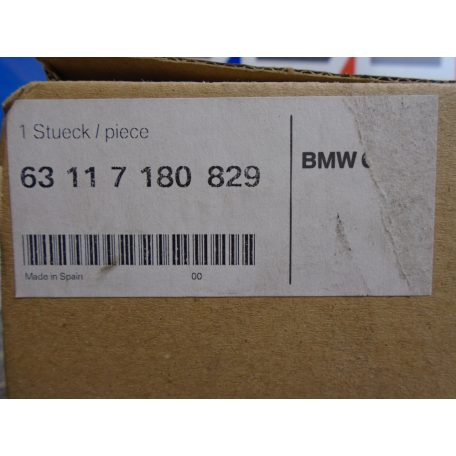 1 Stueck / piece
63 11 7 180 829
BMW
Made in Spain 00